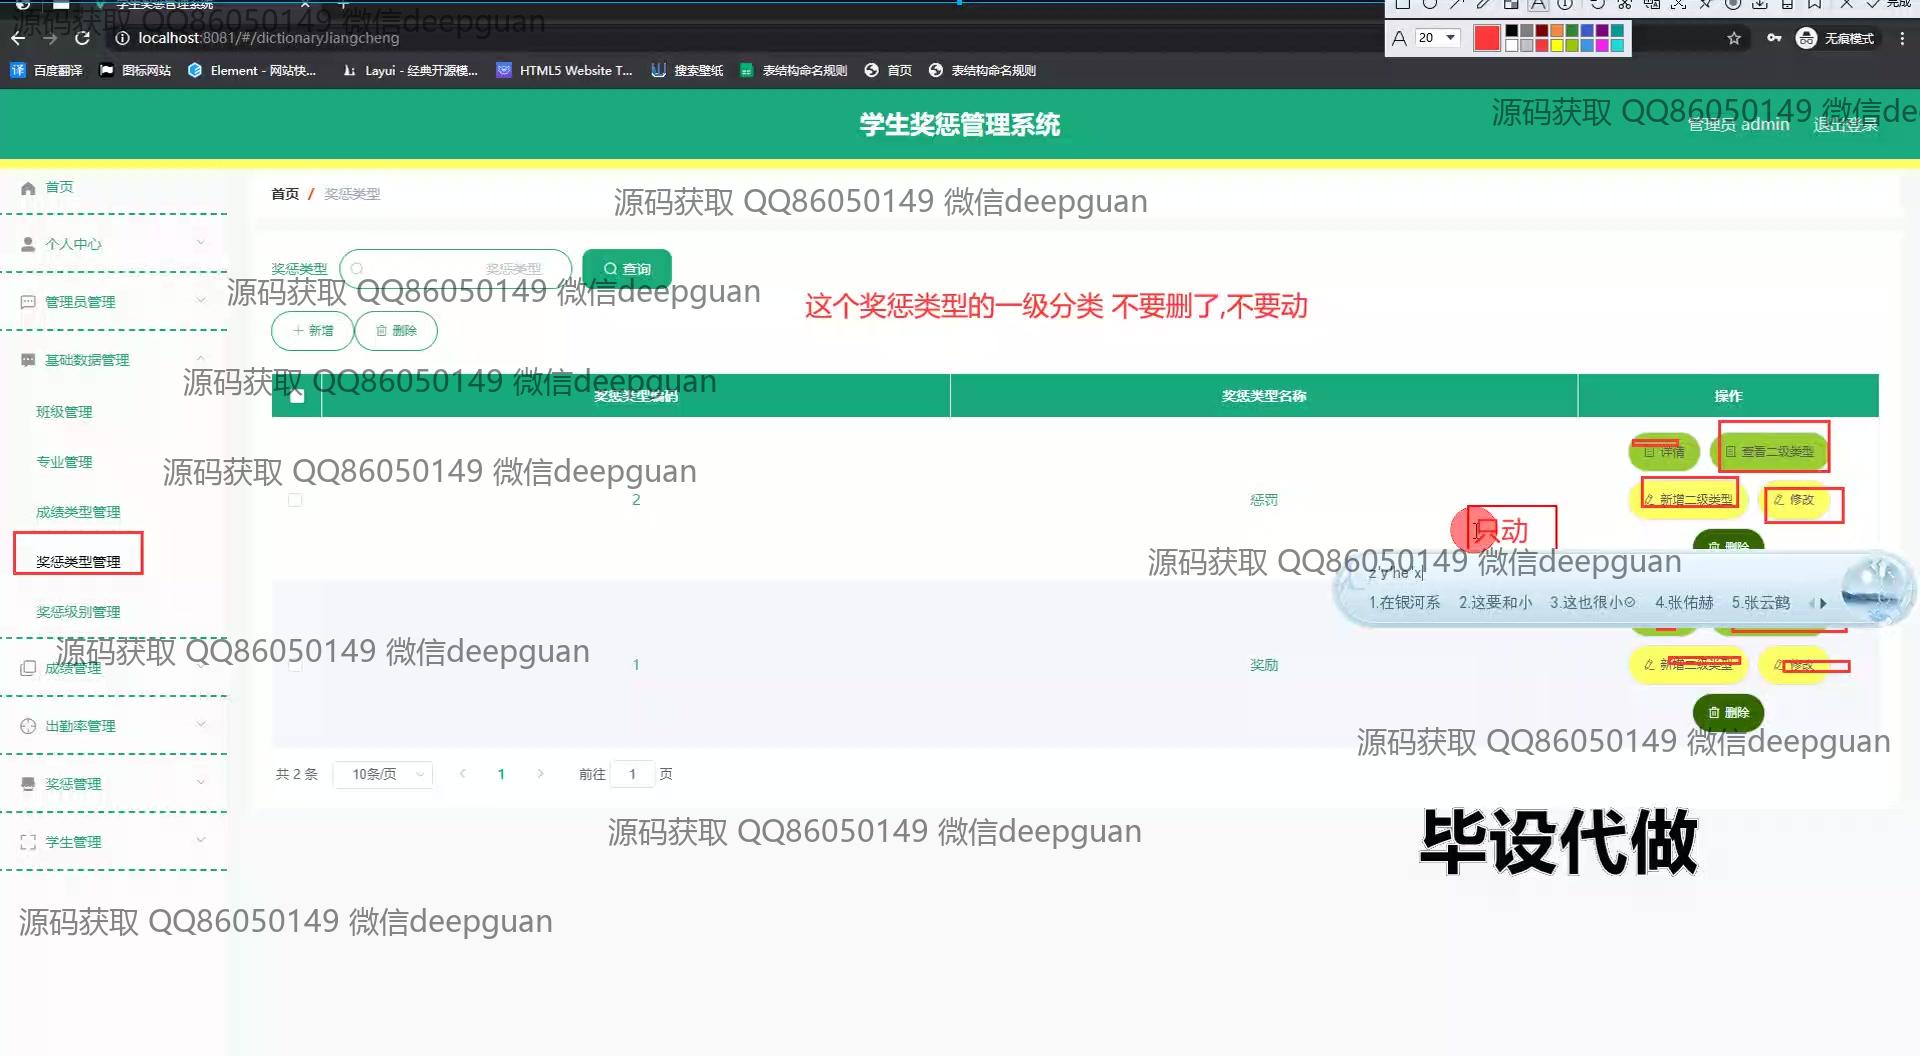 学生奖惩管理系统
源码获取 QQ86050149 微信deepguan
完成
localhost:8081/#/dictionaryJiangcheng
A 20
无痕模式
百度翻译 图标网站 Element - 网站快... Layui - 经典开源模... HTML5 Website T... 搜索壁纸 表结构命名规则 首页 表结构命名规则
学生奖惩管理系统
源码获取 QQ86050149 微信de
管理员 admin 退出登录
首页
首页 / 奖惩类型
源码获取 QQ86050149 微信deepguan
个人中心
奖惩类型 奖惩类型 查询
源码获取 QQ86050149 微信deepguan
管理员管理
这个奖惩类型的一级分类 不要删了,不要动
新增 删除
基础数据管理
源码获取 QQ86050149 微信deepguan
奖惩类型编码 奖惩类型名称 操作
班级管理
专业管理
源码获取 QQ86050149 微信deepguan
详情 查看二级类型
2 惩罚 新增二级类型 修改
成绩类型管理
只动
删除
奖惩类型管理
源码获取 QQ86050149 微信deepguan
z'y'he'x
1.在银河系 2.这要和小 3.这也很小 4.张佑赫 5.张云鹤
奖惩级别管理
源码获取 QQ86050149 微信deepguan
成绩管理
1 奖励 新增二级类型 修改
删除
出勤率管理
源码获取 QQ86050149 微信deepguan
共 2 条 10条/页 1 前往 1 页
奖惩管理
源码获取 QQ86050149 微信deepguan
毕设代做
学生管理
源码获取 QQ86050149 微信deepguan